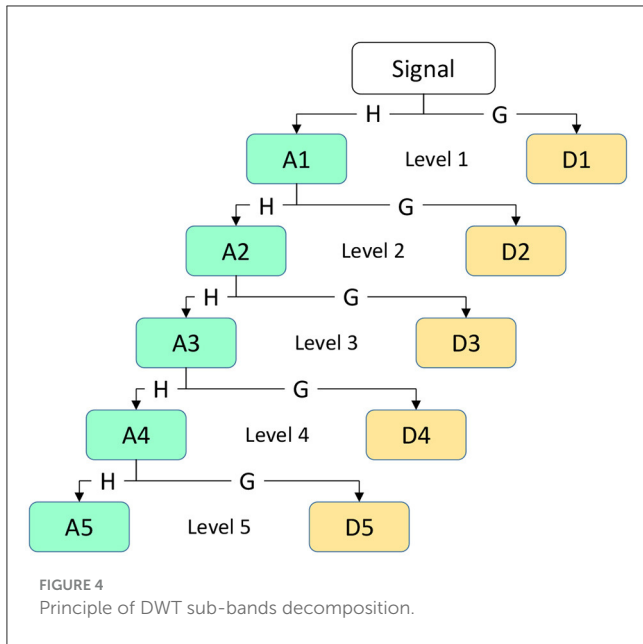 Signal
H G
A1 Level 1 D1
H G
A2 Level 2 D2
H G
A3 Level 3 D3
H G
A4 Level 4 D4
H G
A5 Level 5 D5
FIGURE 4
Principle of DWT sub-bands decomposition.